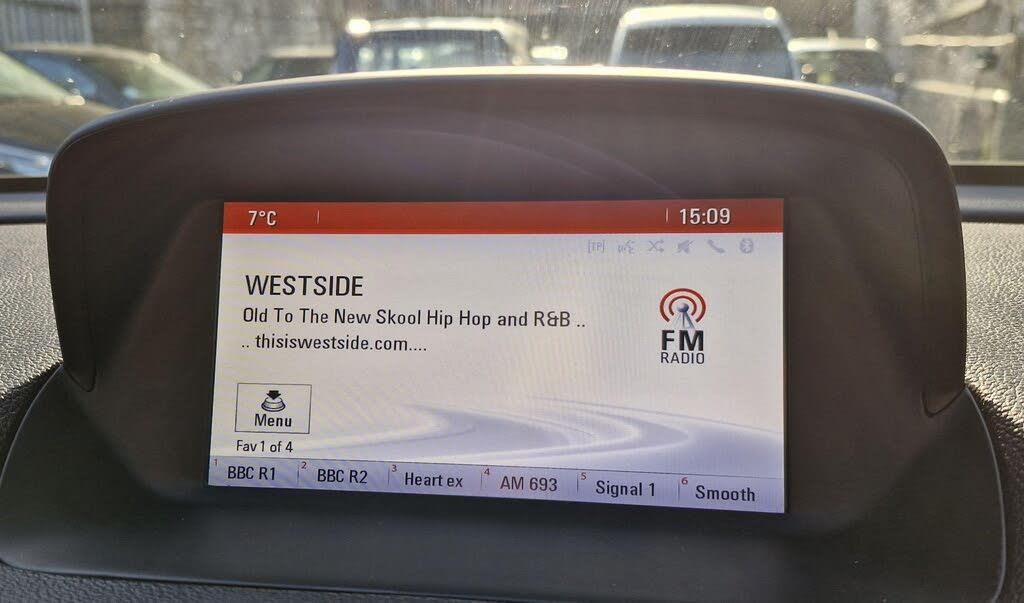 7°C 15:09
[TP]
WESTSIDE
Old To The New Skool Hip Hop and R&B ..
.. thisiswestside.com....
FM
RADIO
Menu
Fav 1 of 4
1 BBC R1 2 BBC R2 3 Heart ex 4 AM 693 5 Signal 1 6 Smooth